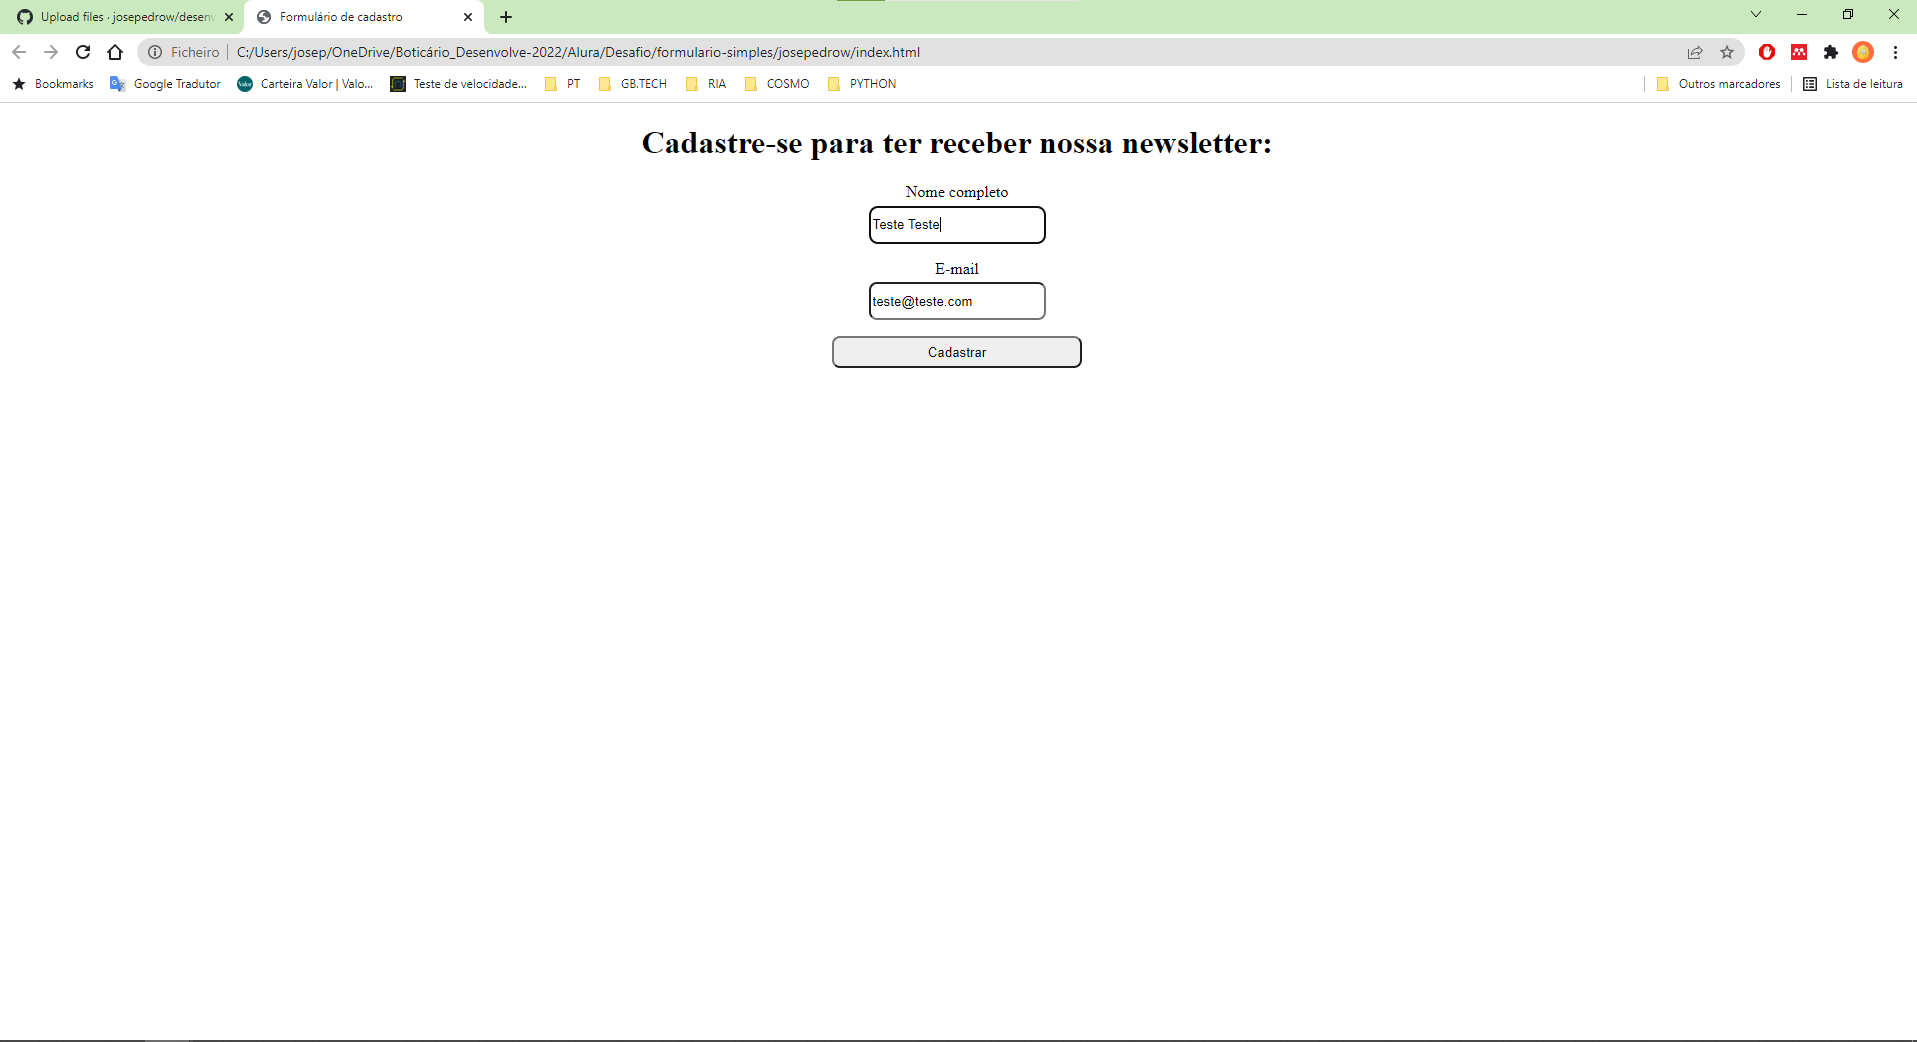 Upload files · josepedrow/desenv
Formulário de cadastro
Ficheiro
C:/Users/josep/OneDrive/Boticário_Desenvolve-2022/Alura/Desafio/formulario-simples/josepedrow/index.html
Bookmarks
Google Tradutor
Carteira Valor | Valo...
Teste de velocidade...
PT
GB.TECH
RIA
COSMO
PYTHON
Outros marcadores
Lista de leitura
Cadastre-se para ter receber nossa newsletter:
Nome completo
Teste Teste
E-mail
teste@teste.com
Cadastrar